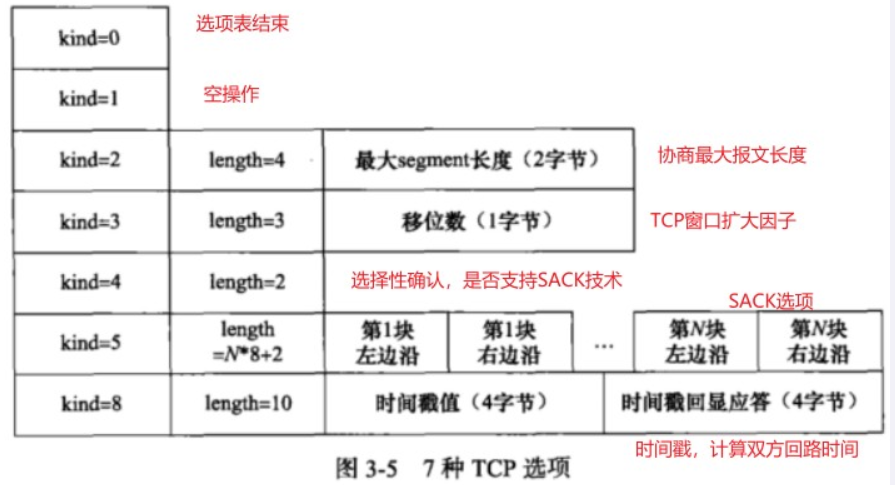 kind=0
选项表结束
kind=1
空操作
kind=2 length=4 最大segment长度（2字节） 协商最大报文长度
kind=3 length=3 移位数（1字节） TCP窗口扩大因子
kind=4 length=2 选择性确认，是否支持SACK技术
SACK选项
kind=5 length =N*8+2 第1块 左边沿 第1块 右边沿 … 第N块 左边沿 第N块 右边沿
kind=8 length=10 时间戳值（4字节） 时间戳回显应答（4字节）
时间戳，计算双方回路时间
图 3-5 7 种 TCP 选项